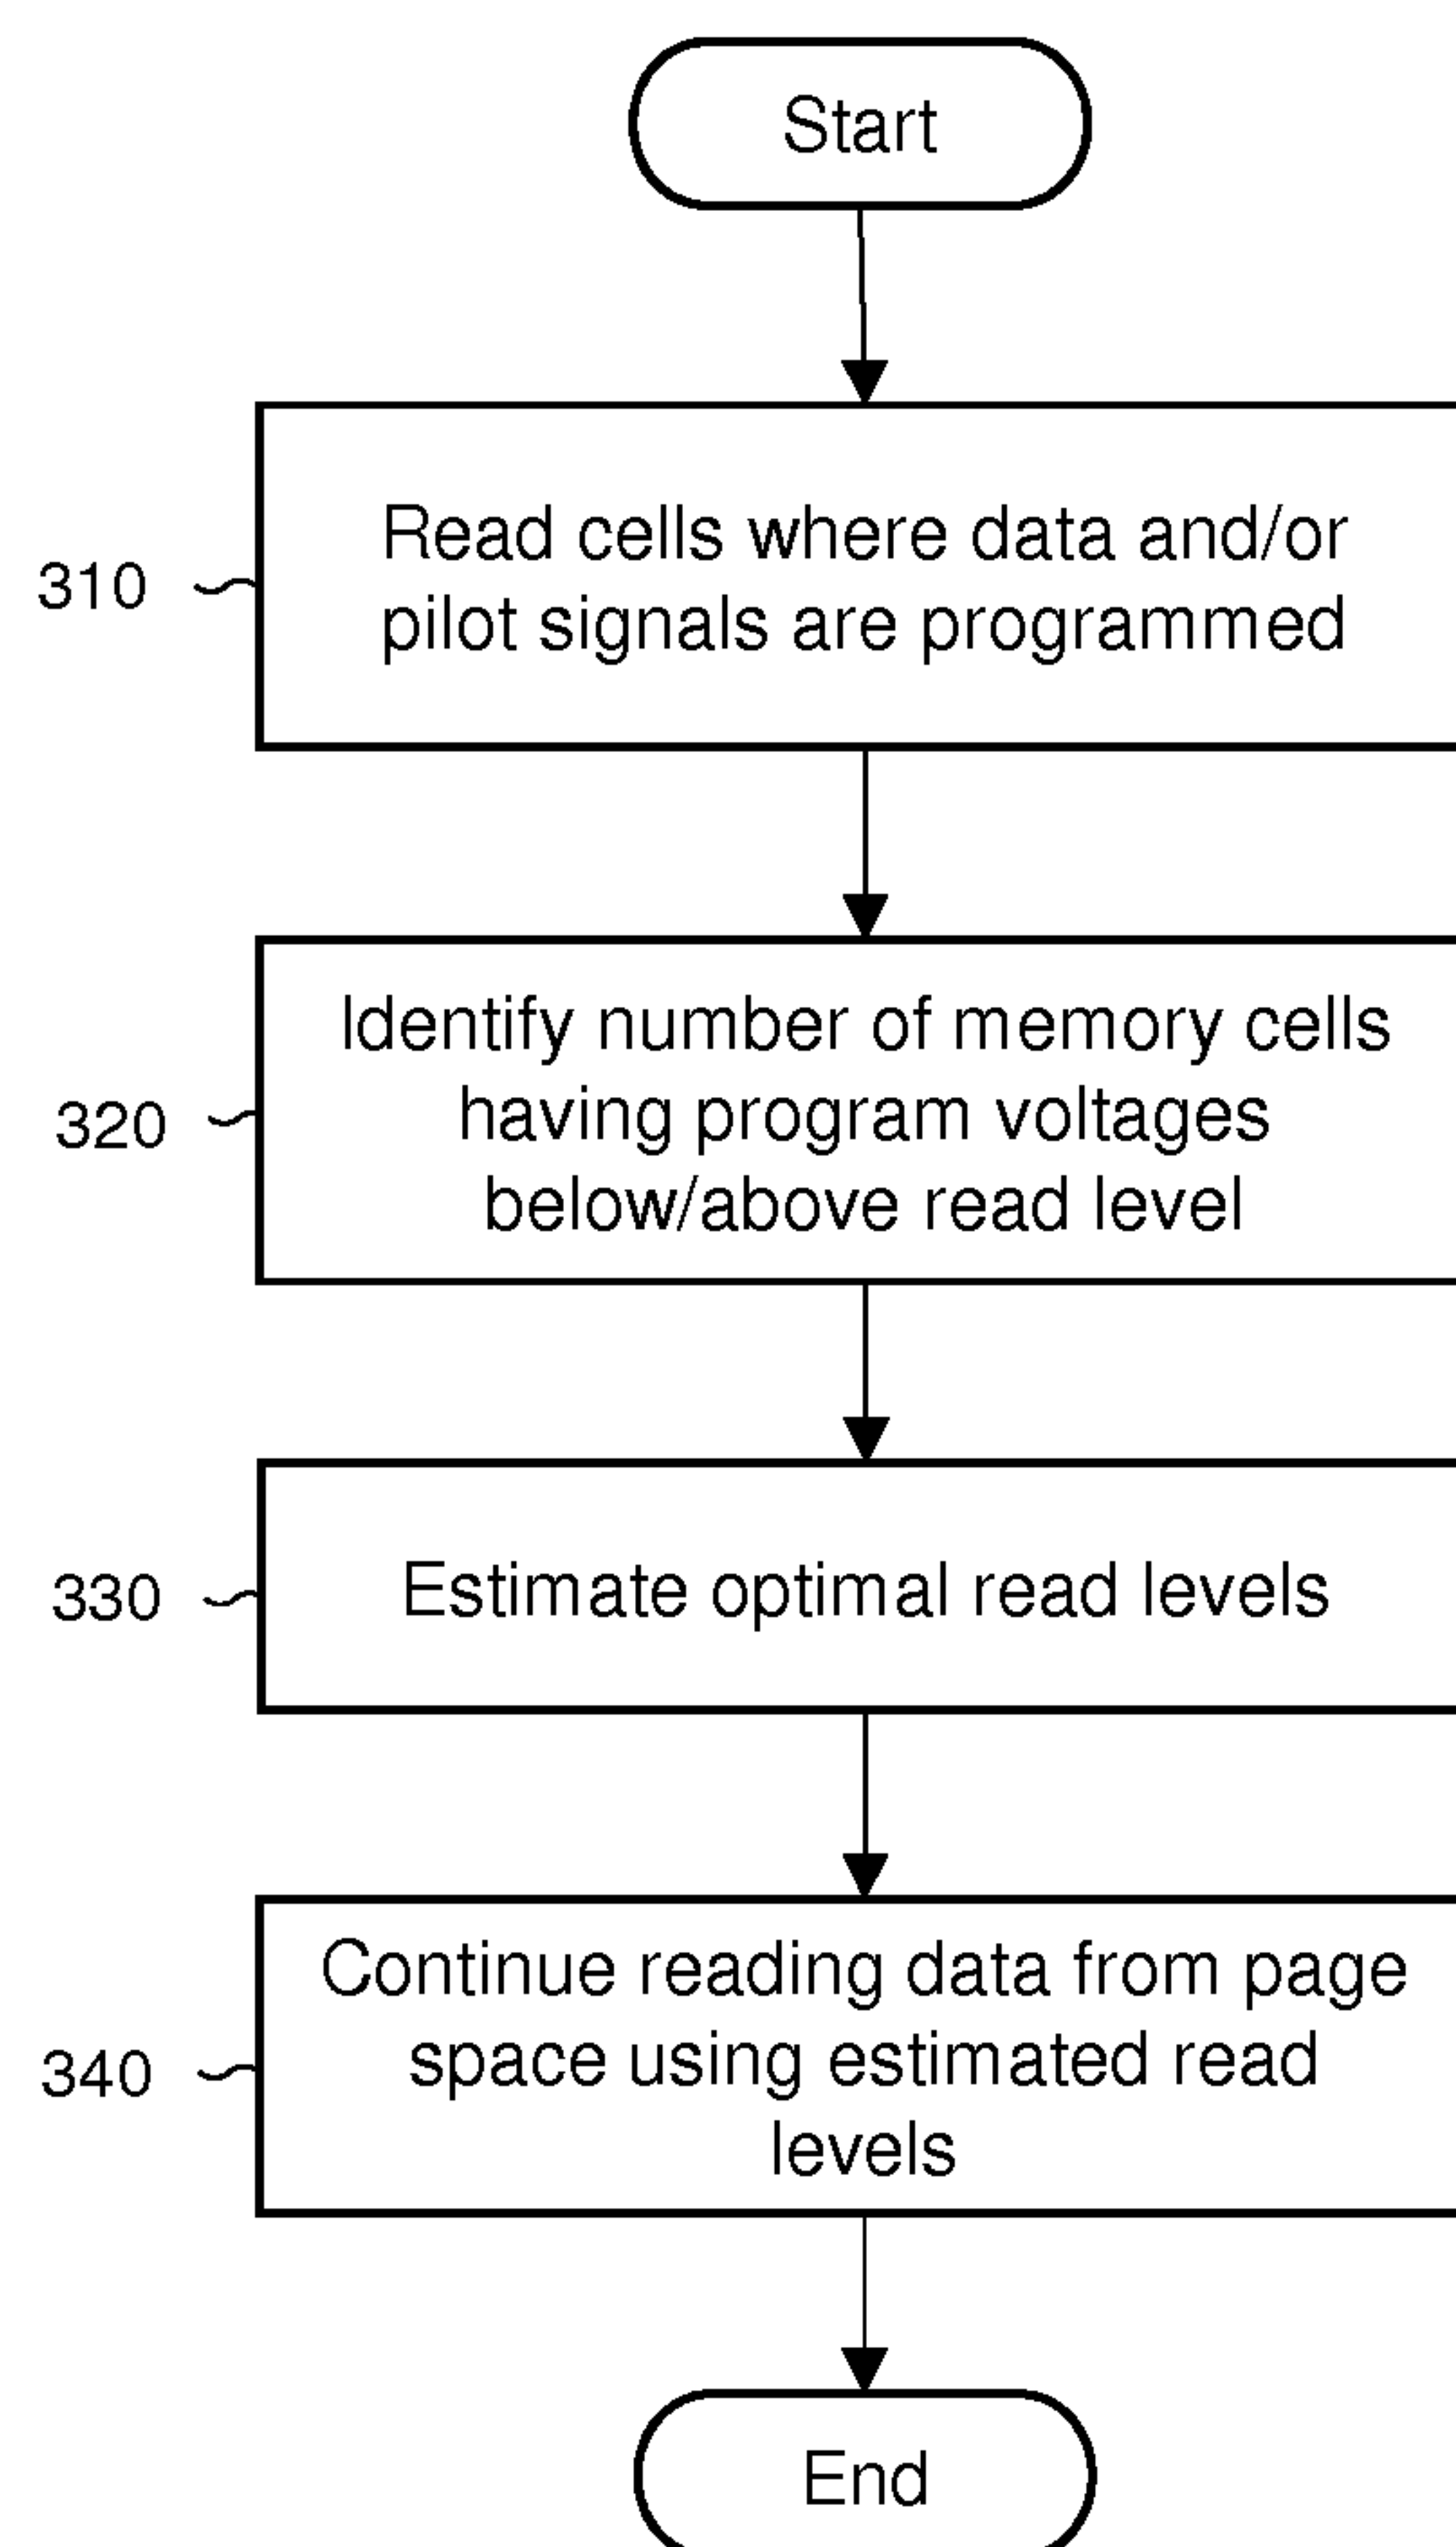 Start
310
Read cells where data and/or
pilot signals are programmed
320
Identify number of memory cells
having program voltages
below/above read level
330
Estimate optimal read levels
340
Continue reading data from page
space using estimated read
levels
End